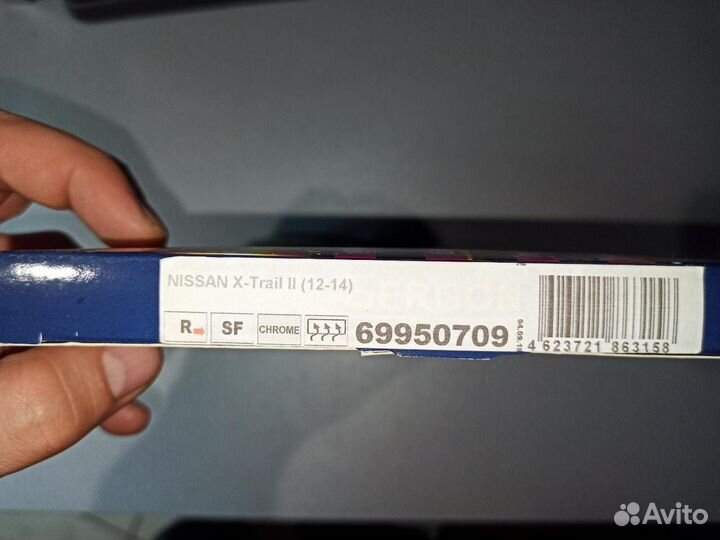 NISSAN X-Trail II (12-14)
R SF CHROME 69950709
4 623721 863158
Avito